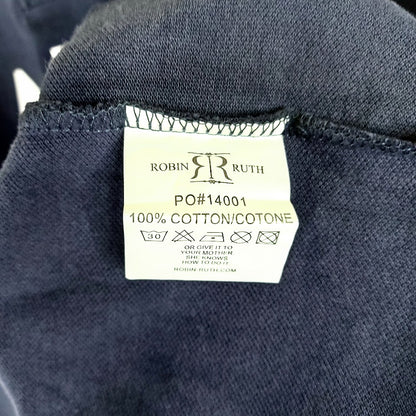 ROBIN RR RUTH
PO#14001
100% COTTON/COTONE
30
OR GIVE IT TO
YOUR MOTHER
SHE KNOWS
HOW TO DO IT
ROBIN-RUTH.COM